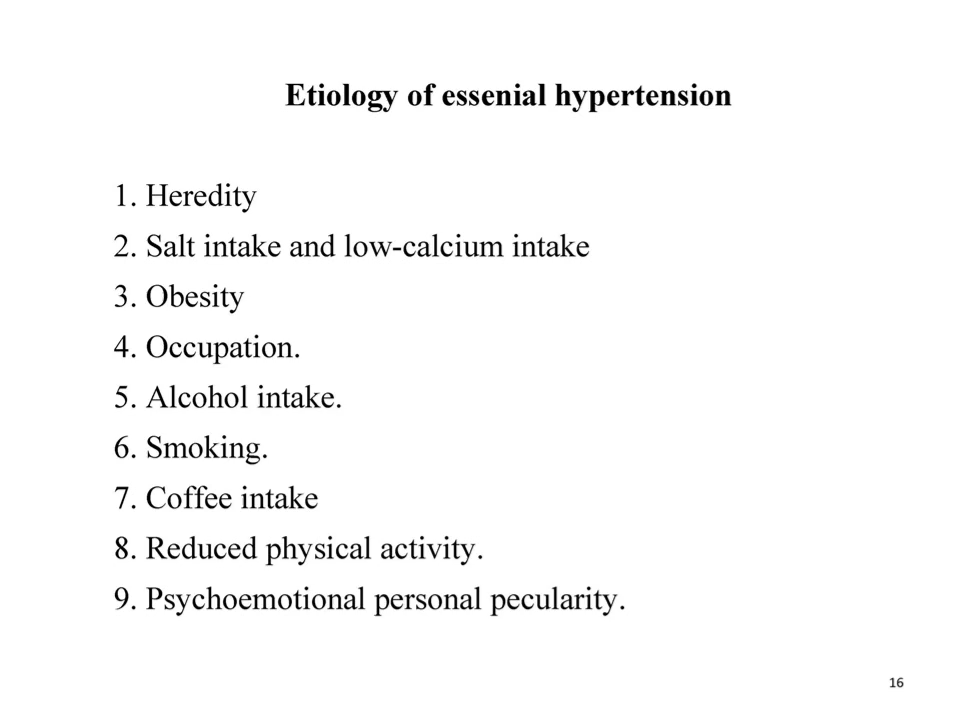 Etiology of essenial hypertension
1. Heredity
2. Salt intake and low-calcium intake
3. Obesity
4. Occupation.
5. Alcohol intake.
6. Smoking.
7. Coffee intake
8. Reduced physical activity.
9. Psychoemotional personal pecularity.
16